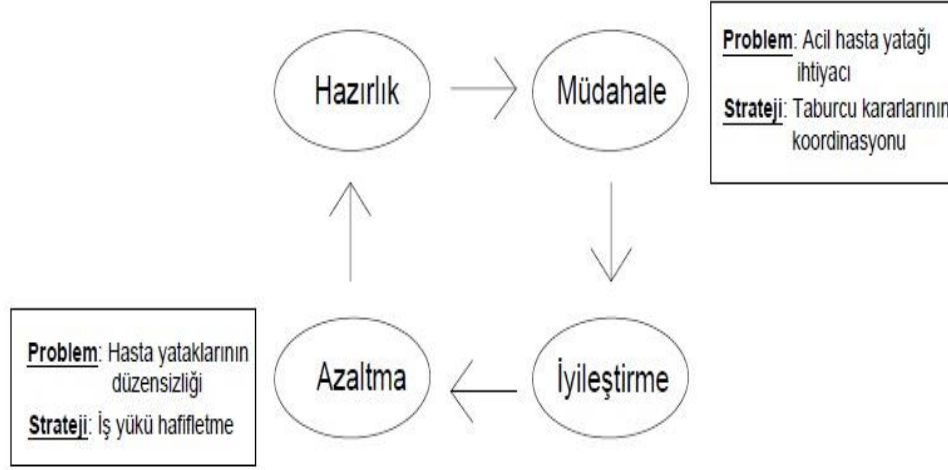 Hazırlık
Müdahale
Problem: Acil hasta yatağı
ihtiyacı
Strateji: Taburcu kararlarının
koordinasyonu
Problem: Hasta yataklarının
düzensizliği
Strateji: İş yükü hafifletme
Azaltma
İyileştirme